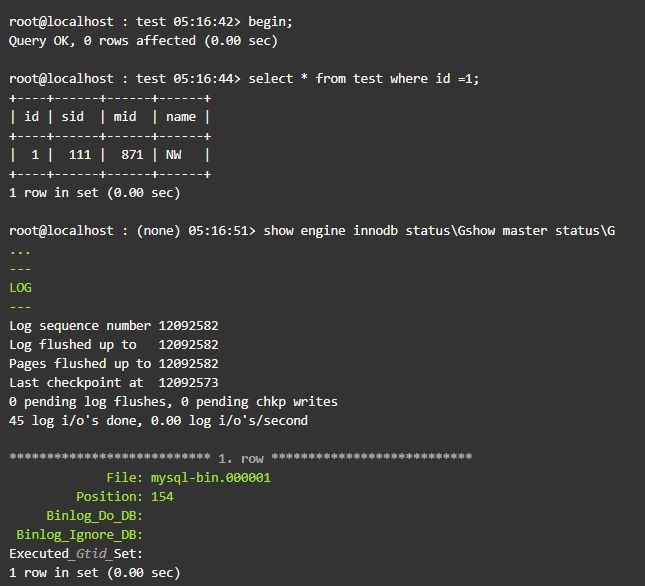 root@localhost : test 05:16:42> begin;
Query OK, 0 rows affected (0.00 sec)
root@localhost : test 05:16:44> select * from test where id =1;
+----+------+------+------+
| id | sid  | mid  | name |
+----+------+------+------+
|  1 |  111 |  871 | NW   |
+----+------+------+------+
1 row in set (0.00 sec)
root@localhost : (none) 05:16:51> show engine innodb status\Gshow master status\G
...
---
LOG
---
Log sequence number 12092582
Log flushed up to   12092582
Pages flushed up to 12092582
Last checkpoint at  12092573
0 pending log flushes, 0 pending chkp writes
45 log i/o's done, 0.00 log i/o's/second
*************************** 1. row ***************************
             File: mysql-bin.000001
         Position: 154
     Binlog_Do_DB:
 Binlog_Ignore_DB:
Executed_Gtid_Set:
1 row in set (0.00 sec)